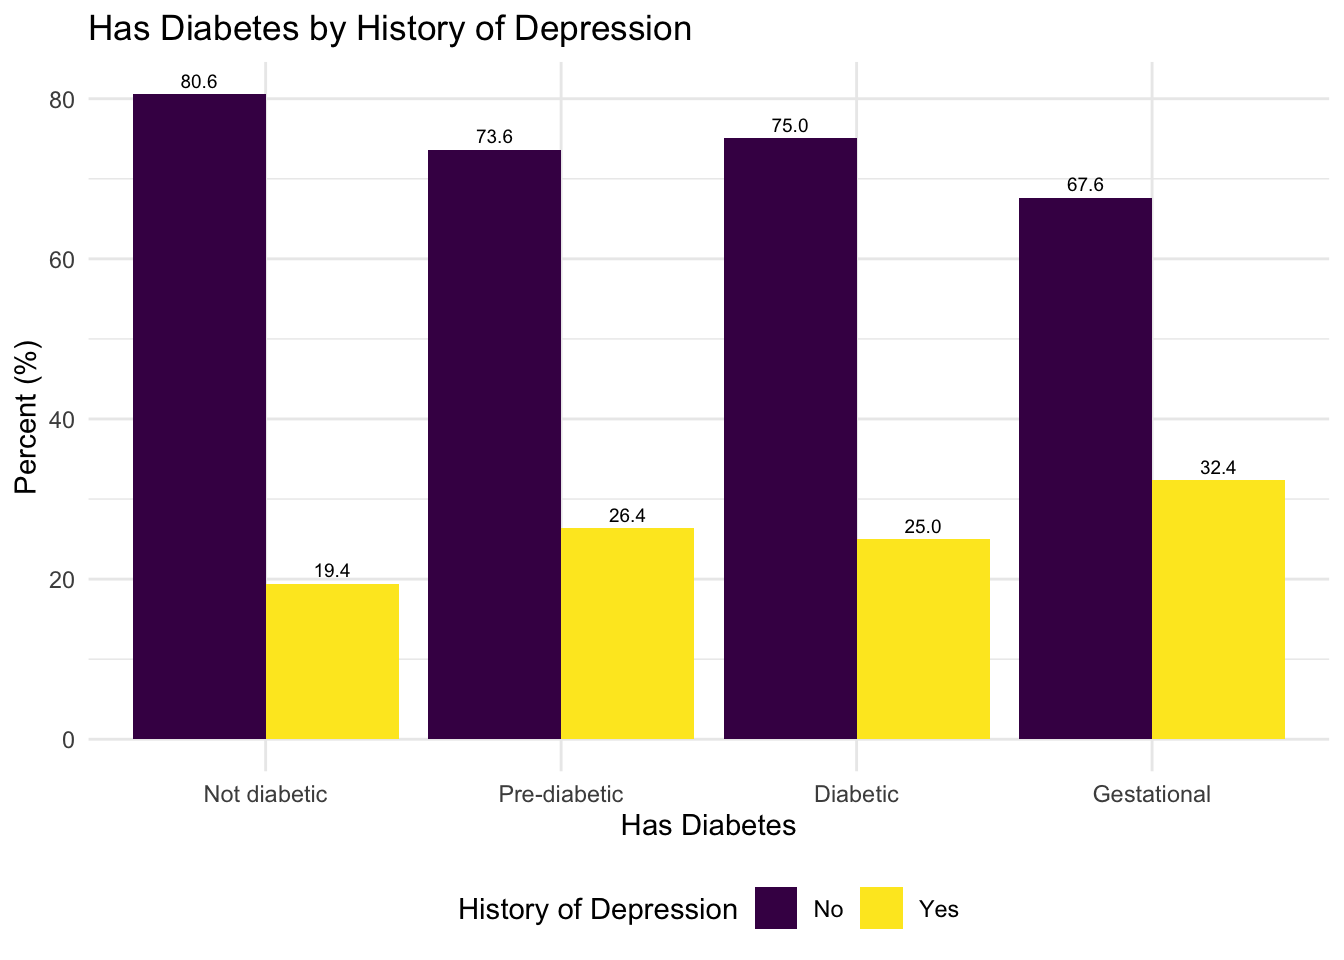 Has Diabetes by History of Depression
Percent (%)
80
60
40
20
0
80.6
19.4
73.6
26.4
75.0
25.0
67.6
32.4
Not diabetic
Pre-diabetic
Diabetic
Gestational
Has Diabetes
History of Depression No Yes